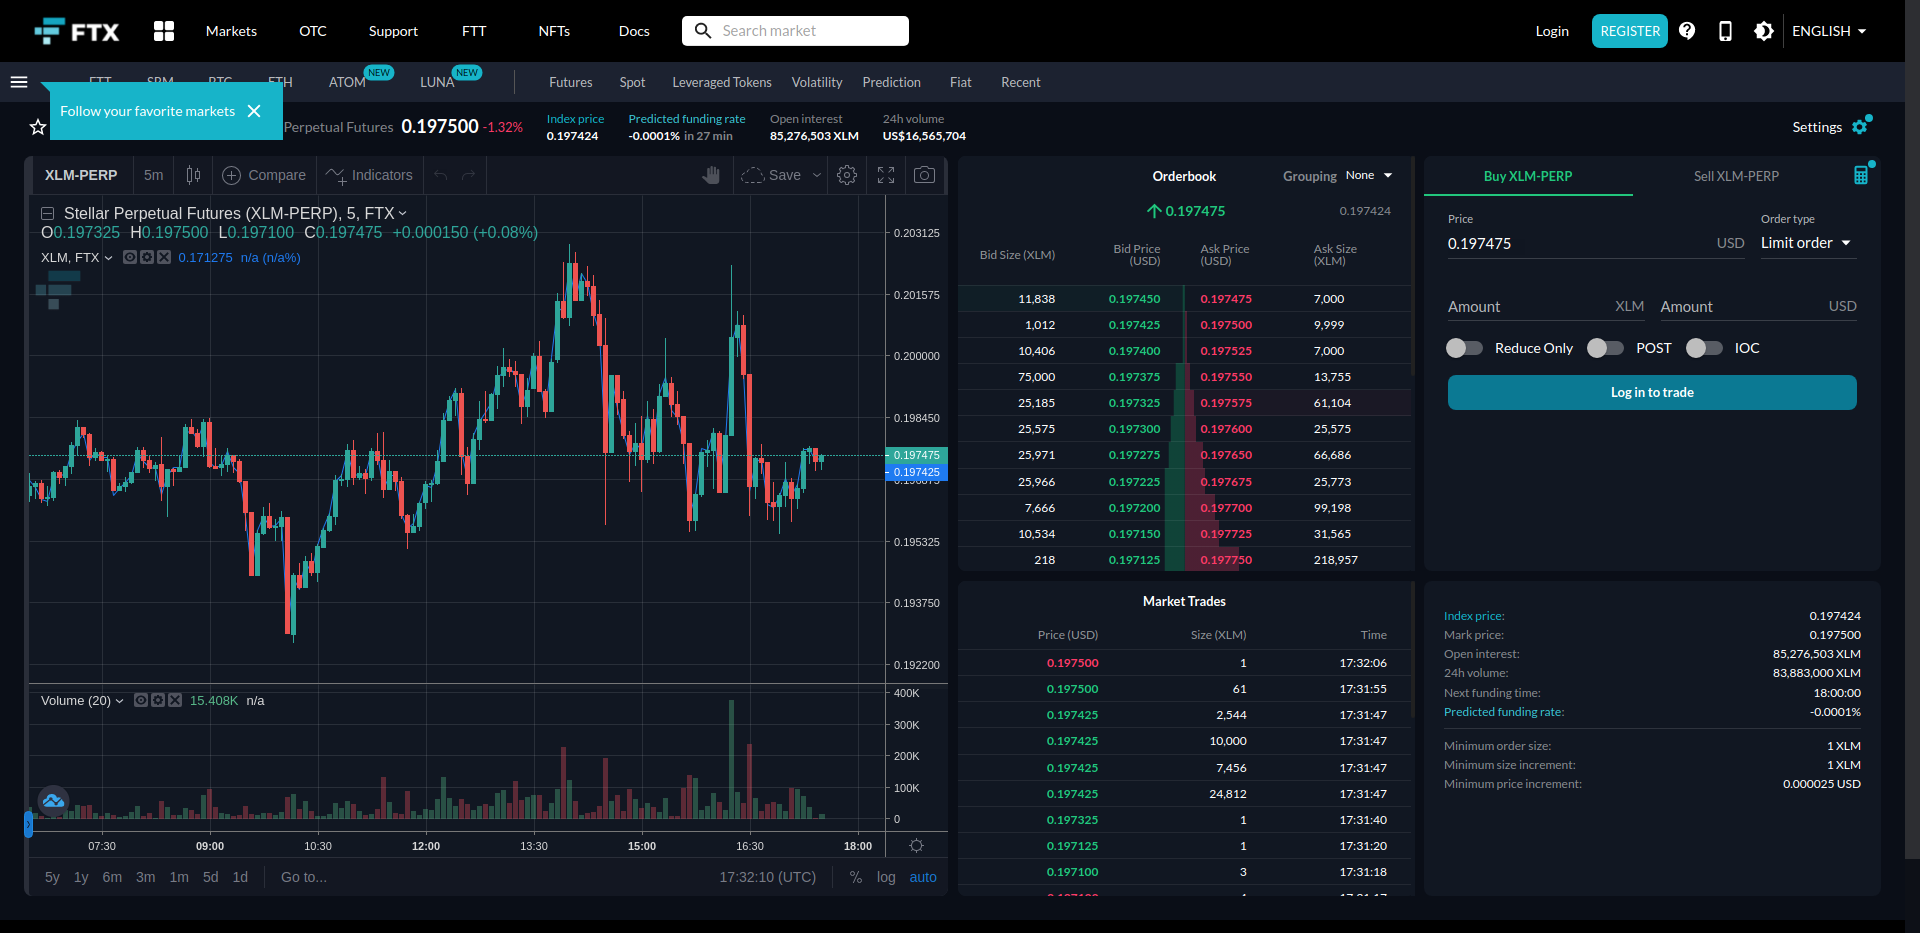 FTX
Markets
OTC
Support
FTT
NFTs
Docs
Search market
Login
REGISTER
ENGLISH
ATOM NEW
LUNA NEW
Futures
Spot
Leveraged Tokens
Volatility
Prediction
Fiat
Recent
Follow your favorite markets
Perpetual Futures 0.197500 -1.32%
Index price
0.197424
Predicted funding rate
-0.0001% in 27 min
Open interest
85,276,503 XLM
24h volume
US$16,565,704
Settings
XLM-PERP 5m Compare Indicators Save
Stellar Perpetual Futures (XLM-PERP), 5, FTX
O0.197325 H0.197500 L0.197100 C0.197475 +0.000150 (+0.08%)
XLM, FTX 0.171275 n/a (n/a%)
0.203125
0.201575
0.200000
0.198450
0.197475
0.197425
0.195325
0.193750
0.192200
Volume (20) 15.408K n/a
400K
300K
200K
100K
0
07:30 09:00 10:30 12:00 13:30 15:00 16:30 18:00
5y 1y 6m 3m 1m 5d 1d Go to... 17:32:10 (UTC) % log auto
Orderbook Grouping None
0.197475 0.197424
Bid Size (XLM) Bid Price (USD) Ask Price (USD) Ask Size (XLM)
11,838 0.197450 0.197475 7,000
1,012 0.197425 0.197500 9,999
10,406 0.197400 0.197525 7,000
75,000 0.197375 0.197550 13,755
25,185 0.197325 0.197575 61,104
25,575 0.197300 0.197600 25,575
25,971 0.197275 0.197650 66,686
25,966 0.197225 0.197675 25,773
7,666 0.197200 0.197700 99,198
10,534 0.197150 0.197725 31,565
218 0.197125 0.197750 218,957
Market Trades
Price (USD) Size (XLM) Time
0.197500 1 17:32:06
0.197500 61 17:31:55
0.197425 2,544 17:31:47
0.197425 10,000 17:31:47
0.197425 7,456 17:31:47
0.197425 24,812 17:31:47
0.197325 1 17:31:40
0.197125 1 17:31:20
0.197100 3 17:31:18
Buy XLM-PERP Sell XLM-PERP
Price Order type
0.197475 USD Limit order
Amount XLM Amount USD
Reduce Only POST IOC
Log in to trade
Index price: 0.197424
Mark price: 0.197500
Open interest: 85,276,503 XLM
24h volume: 83,883,000 XLM
Next funding time: 18:00:00
Predicted funding rate: -0.0001%
Minimum order size: 1 XLM
Minimum size increment: 1 XLM
Minimum price increment: 0.000025 USD